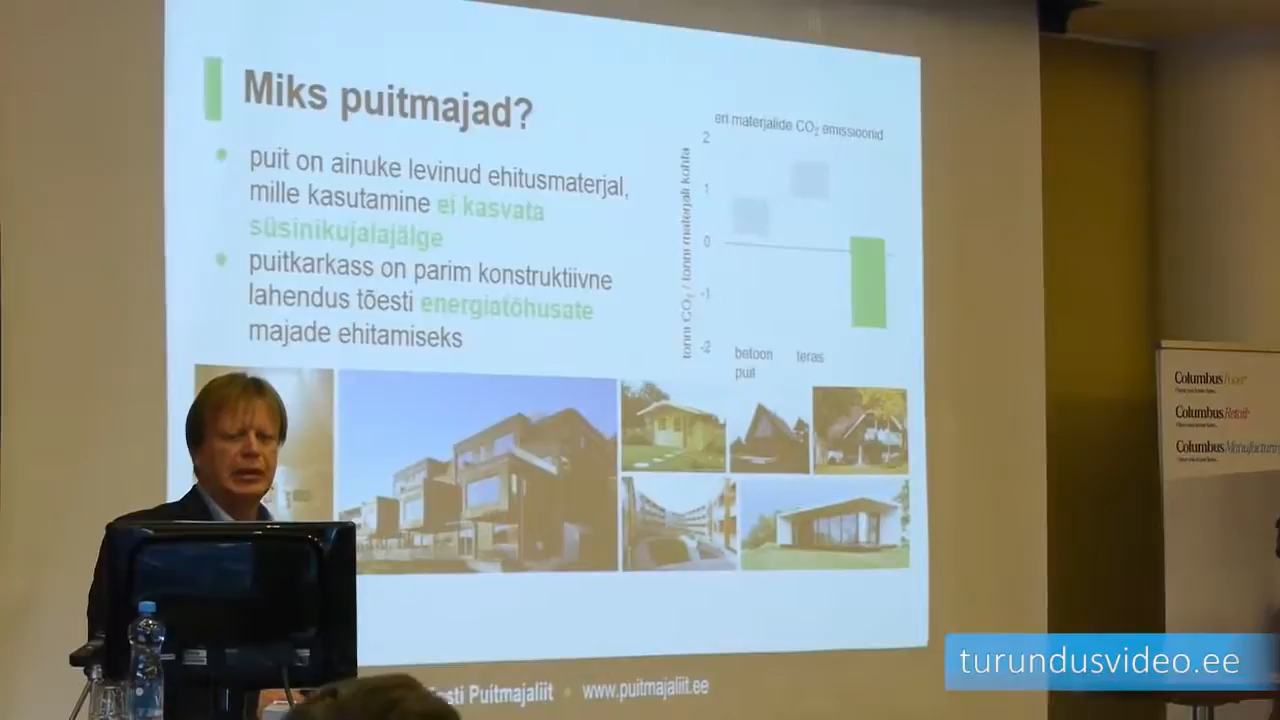 Miks puitmajad?
puit on ainuke levinud ehitusmaterjal,
mille kasutamine ei kasvata
süsinikujalajälge
puitkarkass on parim konstruktiivne
lahendus tõesti energiatõhusate
majade ehitamiseks
eri materjalide CO2 emissioonid
tonni CO2 / tonni materjali kohta
2
1
0
-1
-2
betoon teras
puit
Columbus
Columbus Retail
Columbus Manufacturing
esti Puitmajaliit • www.puitmajaliit.ee
turundusvideo.ee